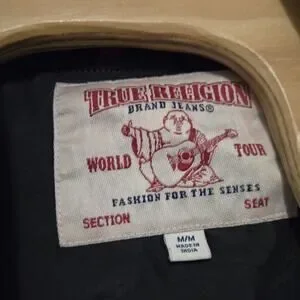 TRUE RELIGION
BRAND JEANS®
WORLD TOUR
FASHION FOR THE SENSES
SECTION SEAT
M/M
MADE IN
INDIA